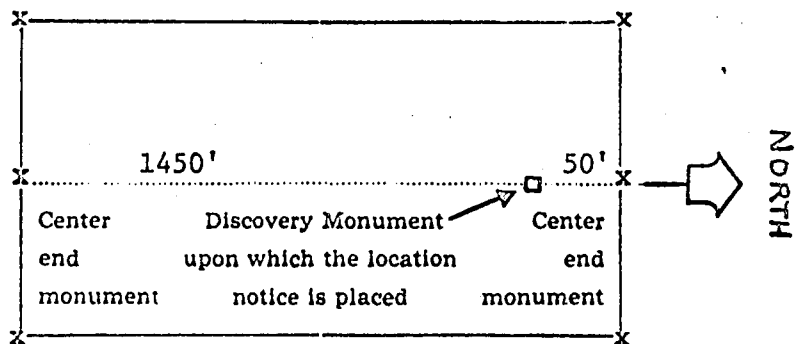 1450' 50'
NORTH
Center Discovery Monument Center
end upon which the location end
monument notice is placed monument